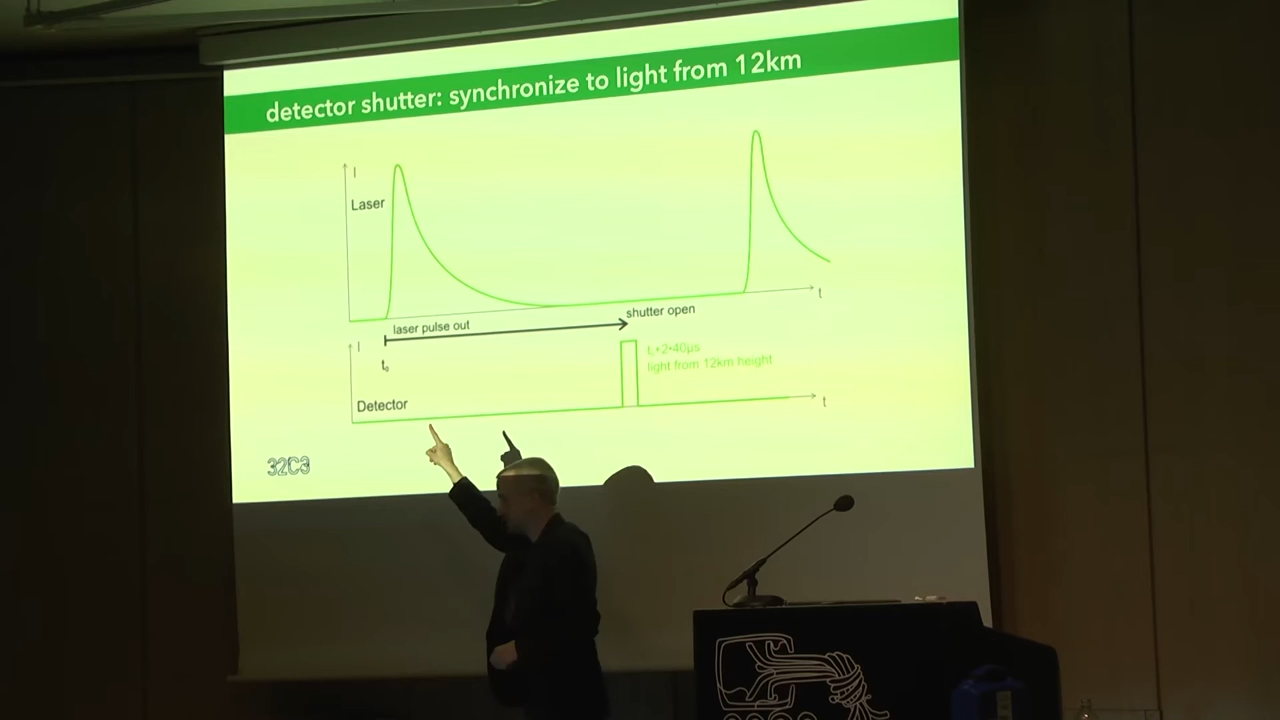 detector shutter: synchronize to light from 12km
I
Laser
t
laser pulse out
shutter open
I
t₀
t₀+2*40µs
light from 12km height
Detector
t
32C3